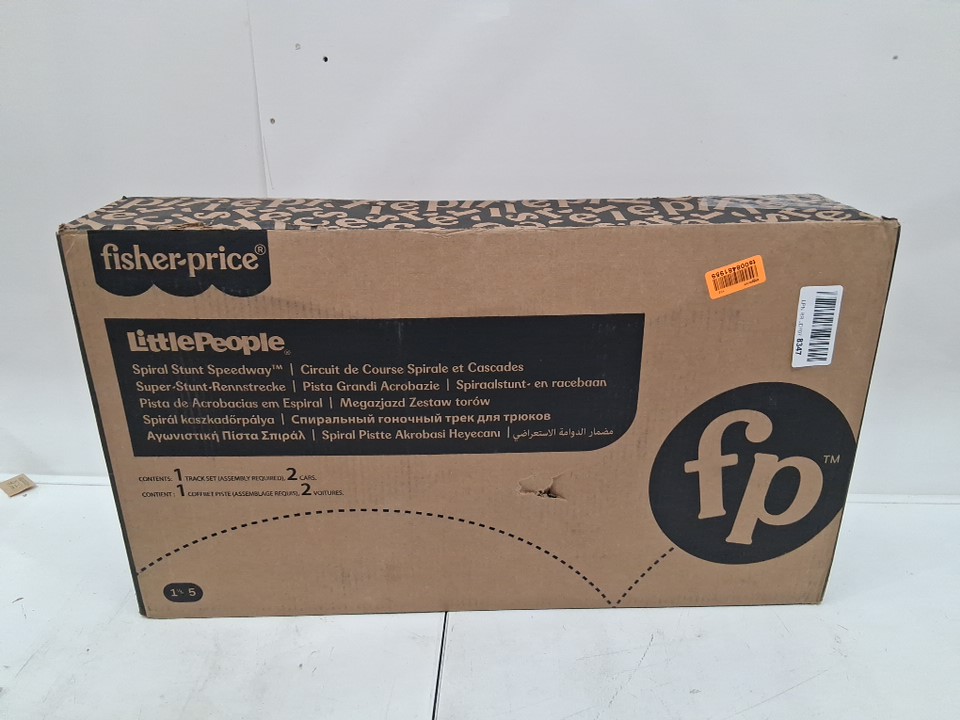 fisher-price®
LittlePeople®
Spiral Stunt Speedway™ | Circuit de Course Spirale et Cascades
Super-Stunt-Rennstrecke | Pista Grandi Acrobazie | Spiraalstunt- en racebaan
Pista de Acrobacias em Espiral | Megazjazd Zestaw torów
Spirál kaszkadőrpálya | Спиральный гоночный трек для трюков
Αγωνιστική Πίστα Σπιράλ | Spiral Pistte Akrobasi Heyecanı | مضمار الدوامة الاستعراضي
CONTENTS: 1 TRACK SET (ASSEMBLY REQUIRED), 2 CARS.
CONTENT : 1 COFFRET PISTE (ASSEMBLAGE REQUIS), 2 VOITURES.
1½ 5
fp™
8347